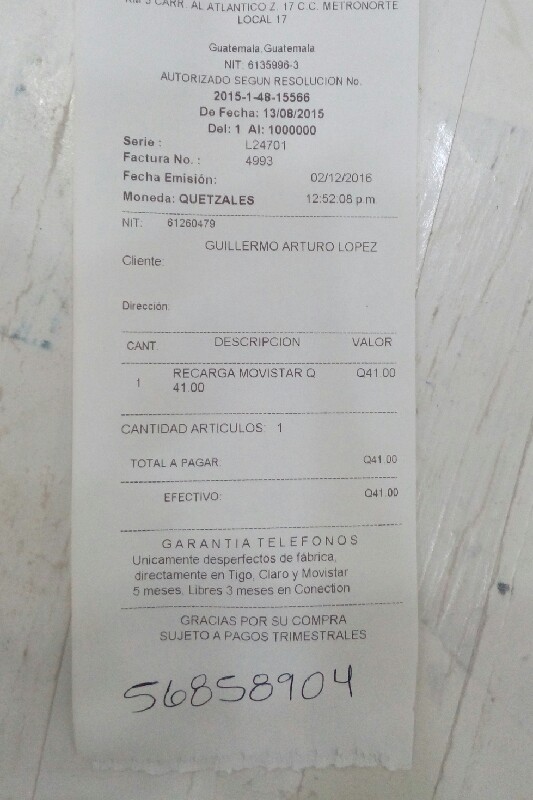 KM 5 CARR. AL ATLANTICO Z. 17 C.C. METRONORTE
LOCAL 17
Guatemala, Guatemala
NIT: 6135996-3
AUTORIZADO SEGUN RESOLUCION No.
2015-1-48-15566
De Fecha: 13/08/2015
Del: 1 Al: 1000000
Serie : L24701
Factura No. : 4993
Fecha Emisión: 02/12/2016
Moneda: QUETZALES 12:52:08 p.m.
NIT: 61260479
GUILLERMO ARTURO LOPEZ
Cliente:
Dirección:
CANT. DESCRIPCION VALOR
1 RECARGA MOVISTAR Q Q41.00
41.00
CANTIDAD ARTICULOS: 1
TOTAL A PAGAR: Q41.00
EFECTIVO: Q41.00
GARANTIA TELEFONOS
Unicamente desperfectos de fábrica,
directamente en Tigo, Claro y Movistar
5 meses. Libres 3 meses en Conection
GRACIAS POR SU COMPRA
SUJETO A PAGOS TRIMESTRALES
56858904